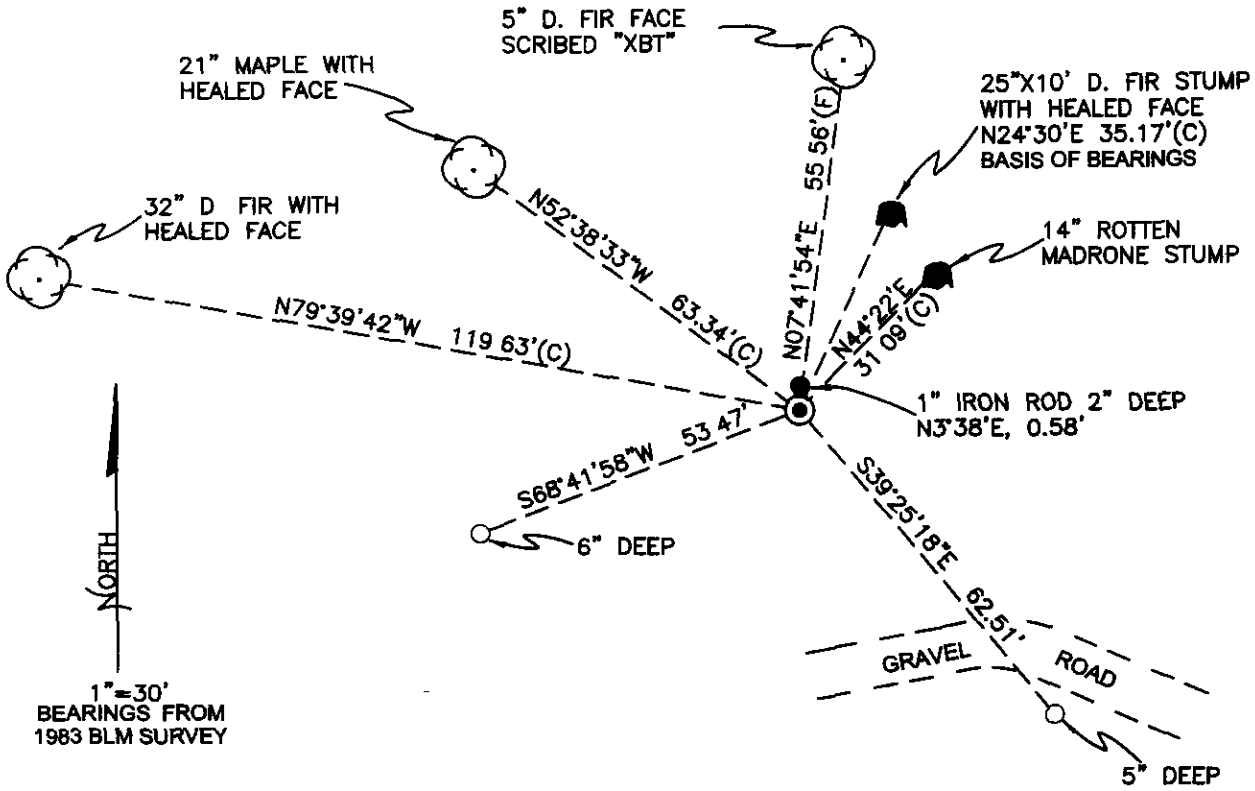 5" D. FIR FACE
SCRIBED "XBT"
21" MAPLE WITH
HEALED FACE
25"X10' D. FIR STUMP
WITH HEALED FACE
N24°30'E 35.17'(C)
BASIS OF BEARINGS
32" D FIR WITH
HEALED FACE
14" ROTTEN
MADRONE STUMP
N52°38'33"W 63.34'(C)
N07°41'54"E 55 56'(F)
N44°22'E
31 09'(C)
N79°39'42"W 119 63'(C)
1" IRON ROD 2" DEEP
N3°38'E, 0.58'
S68°41'58"W 53 47'
6" DEEP
S39°25'18"E 62.51'
GRAVEL ROAD
5" DEEP
NORTH
1"=30'
BEARINGS FROM
1983 BLM SURVEY